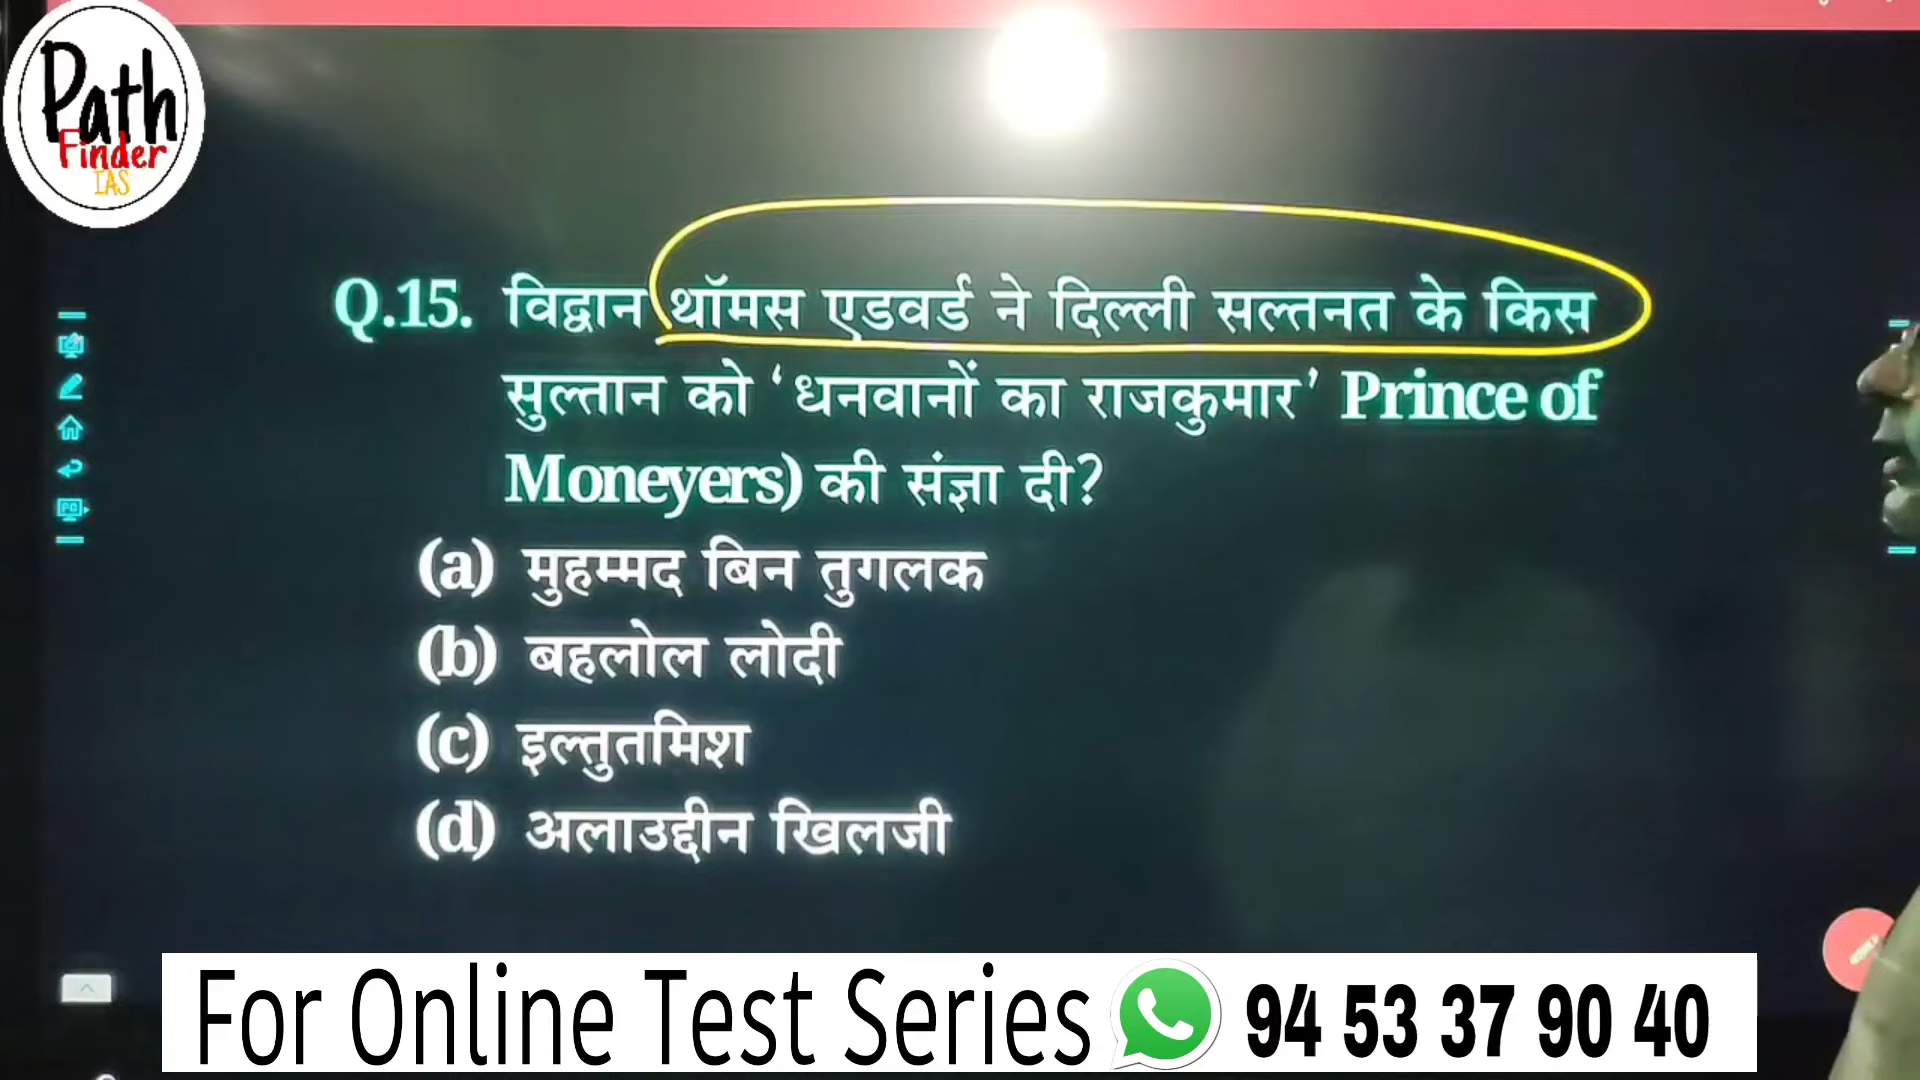 Path
Finder
IAS
Q.15. विद्वान थॉमस एडवर्ड ने दिल्ली सल्तनत के किस
सुल्तान को ‘धनवानों का राजकुमार’ Prince of
Moneyers) की संज्ञा दी?
(a) मुहम्मद बिन तुगलक
(b) बहलोल लोदी
(c) इल्तुतमिश
(d) अलाउद्दीन खिलजी
For Online Test Series 94 53 37 90 40